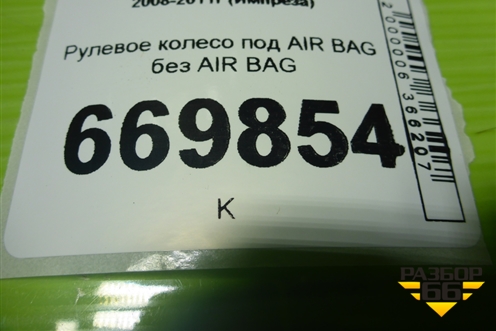 2008-2011г (Импреза)
Рулевое колесо под AIR BAG
без AIR BAG
669854
К
2000006366207
РАЗБОР
66